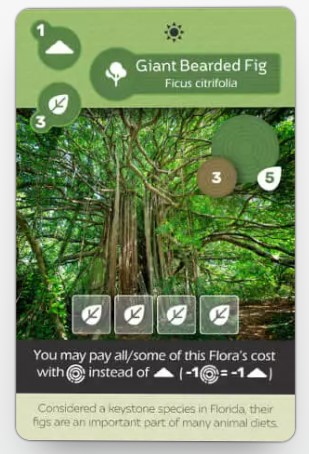 1
3
Giant Bearded Fig
Ficus citrifolia
3
5
You may pay all/some of this Flora's cost
with instead of (-1 = -1 )
Considered a keystone species in Florida, their
figs are an important part of many animal diets.